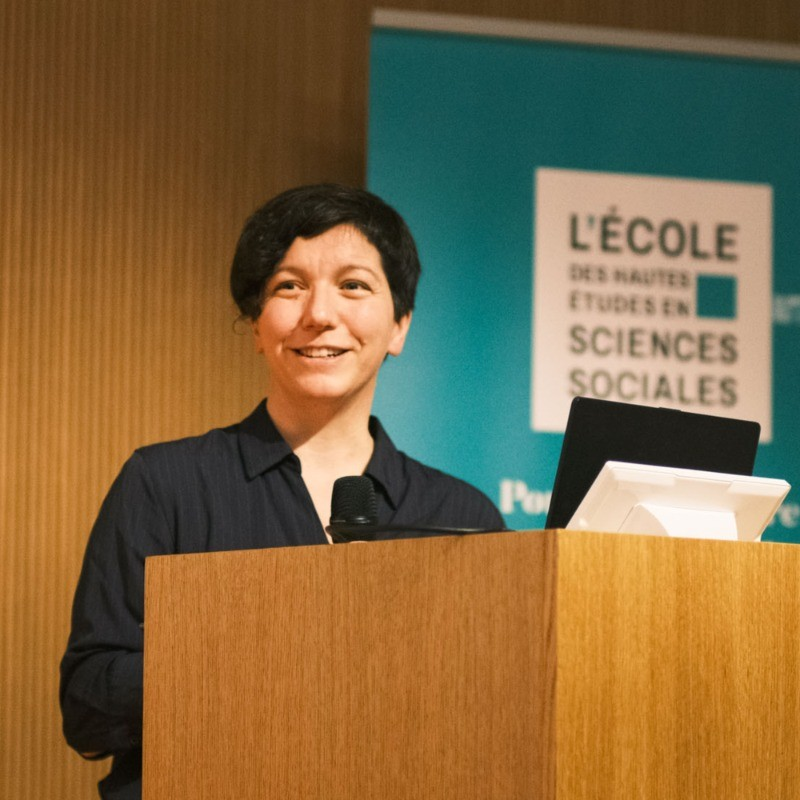 L'ÉCOLE
DES HAUTES
ÉTUDES EN
SCIENCES
SOCIALES